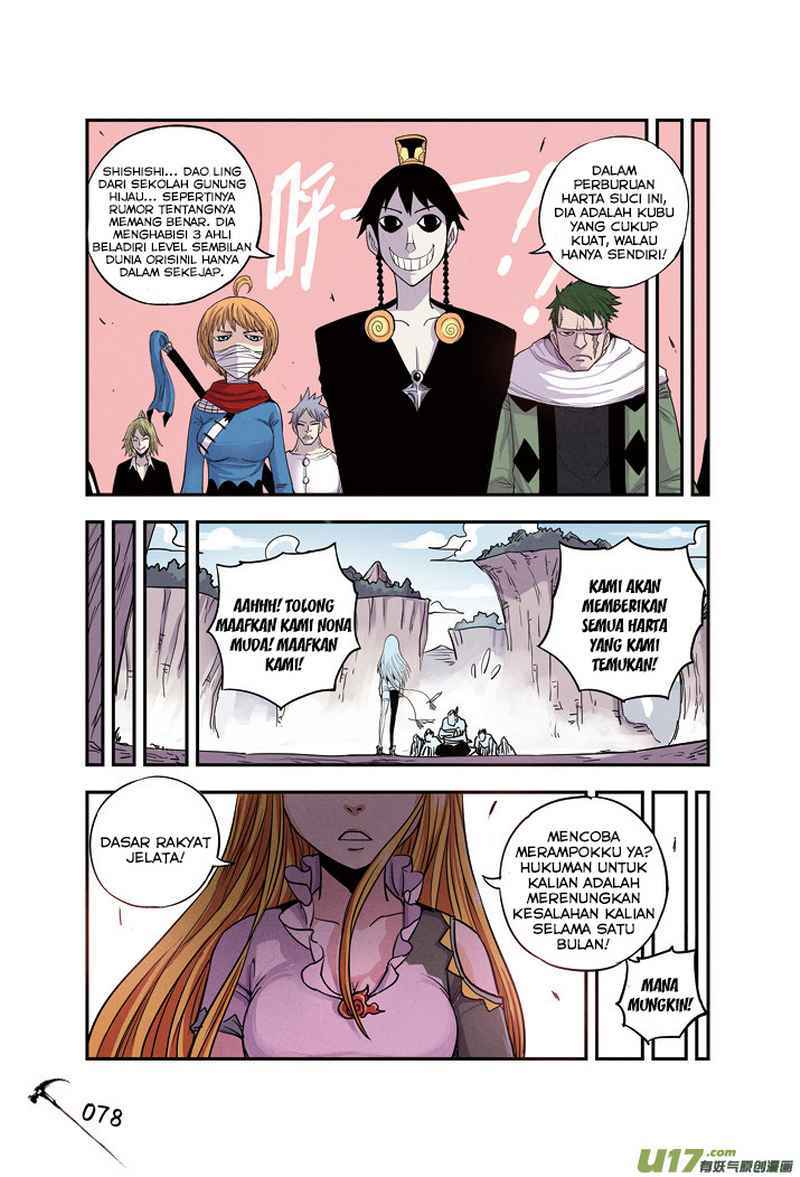 SHISHISHI... DAO LING
DARI SEKOLAH GUNUNG
HIJAU... SEPERTINYA
RUMOR TENTANGNYA
MEMANG BENAR. DIA
MENGHABISI 3 AHLI
BELADIRI LEVEL SEMBILAN
DUNIA ORISINIL HANYA
DALAM SEKEJAP.
呼一一!!
DALAM
PERBURUAN
HARTA SUCI INI,
DIA ADALAH KUBU
YANG CUKUP
KUAT, WALAU
HANYA SENDIRI!
AAHHH! TOLONG
MAAFKAN KAMI NONA
MUDA! MAAFKAN
KAMI!
KAMI AKAN
MEMBERIKAN
SEMUA HARTA
YANG KAMI
TEMUKAN!
DASAR RAKYAT
JELATA!
MENCOBA
MERAMPOKKU YA?
HUKUMAN UNTUK
KALIAN ADALAH
MERENUNGKAN
KESALAHAN KALIAN
SELAMA SATU
BULAN!
MANA
MUNGKIN!
078
U17.com
有妖气原创漫画